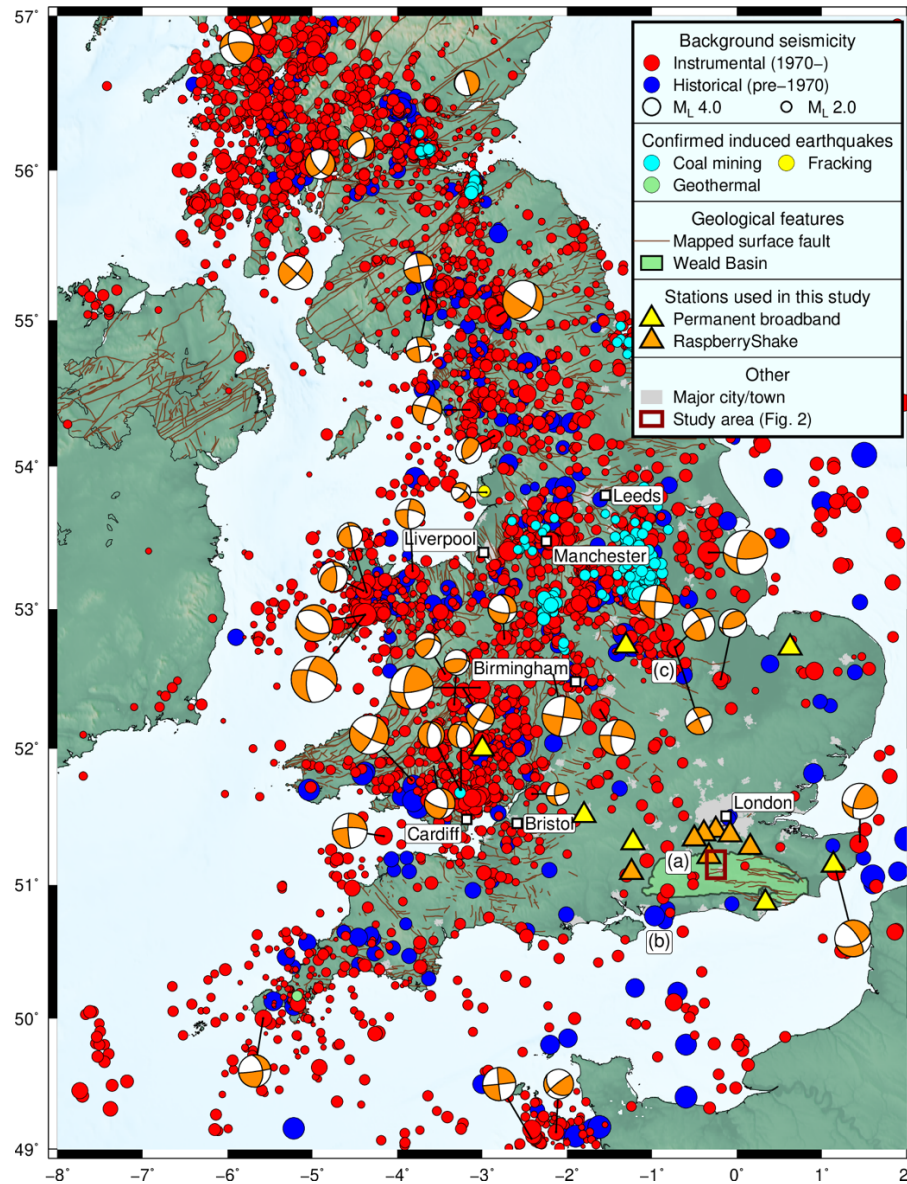 57°
56°
55°
54°
53°
52°
51°
50°
49°
−8
−7
−6
−5
−4
−3
−2
−1
0
1
2
Background seismicity
Instrumental (1970−)
Historical (pre−1970)
ML 4.0 ML 2.0
Confirmed induced earthquakes
Coal mining Fracking
Geothermal
Geological features
Mapped surface fault
Weald Basin
Stations used in this study
Permanent broadband
RaspberryShake
Other
Major city/town
Study area (Fig. 2)
Leeds
Liverpool
Manchester
Birmingham
(c)
London
Cardiff
Bristol
(a)
(b)